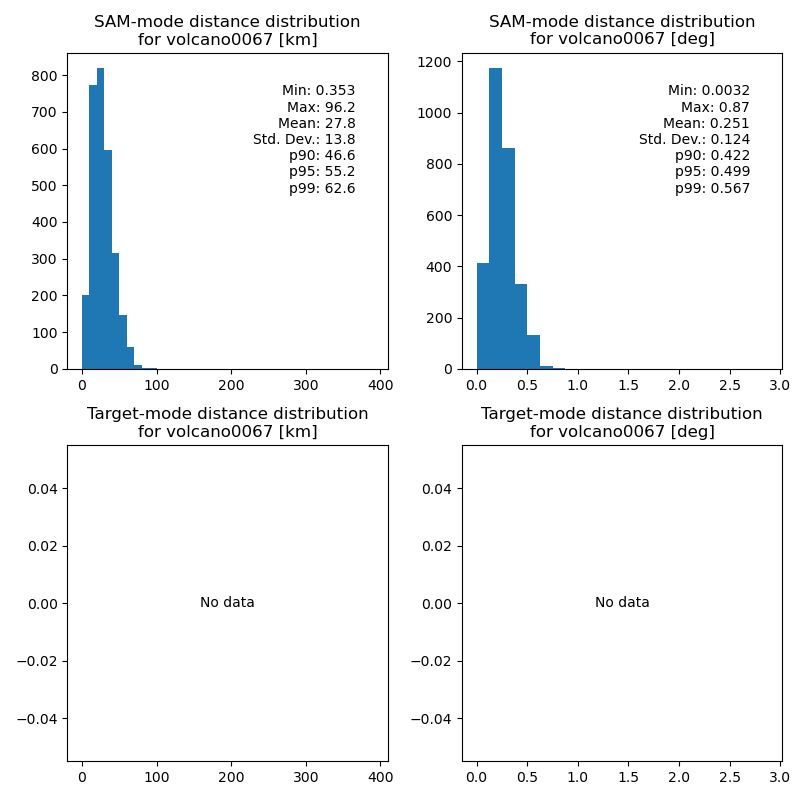 SAM-mode distance distribution
for volcano0067 [km]
800
700
600
500
400
300
200
100
0
Min: 0.353
Max: 96.2
Mean: 27.8
Std. Dev.: 13.8
p90: 46.6
p95: 55.2
p99: 62.6
0
100
200
300
400
SAM-mode distance distribution
for volcano0067 [deg]
1200
1000
800
600
400
200
0
Min: 0.0032
Max: 0.87
Mean: 0.251
Std. Dev.: 0.124
p90: 0.422
p95: 0.499
p99: 0.567
0.0
0.5
1.0
1.5
2.0
2.5
3.0
Target-mode distance distribution
for volcano0067 [km]
0.04
0.02
0.00
−0.02
−0.04
No data
0
100
200
300
400
Target-mode distance distribution
for volcano0067 [deg]
0.04
0.02
0.00
−0.02
−0.04
No data
0.0
0.5
1.0
1.5
2.0
2.5
3.0